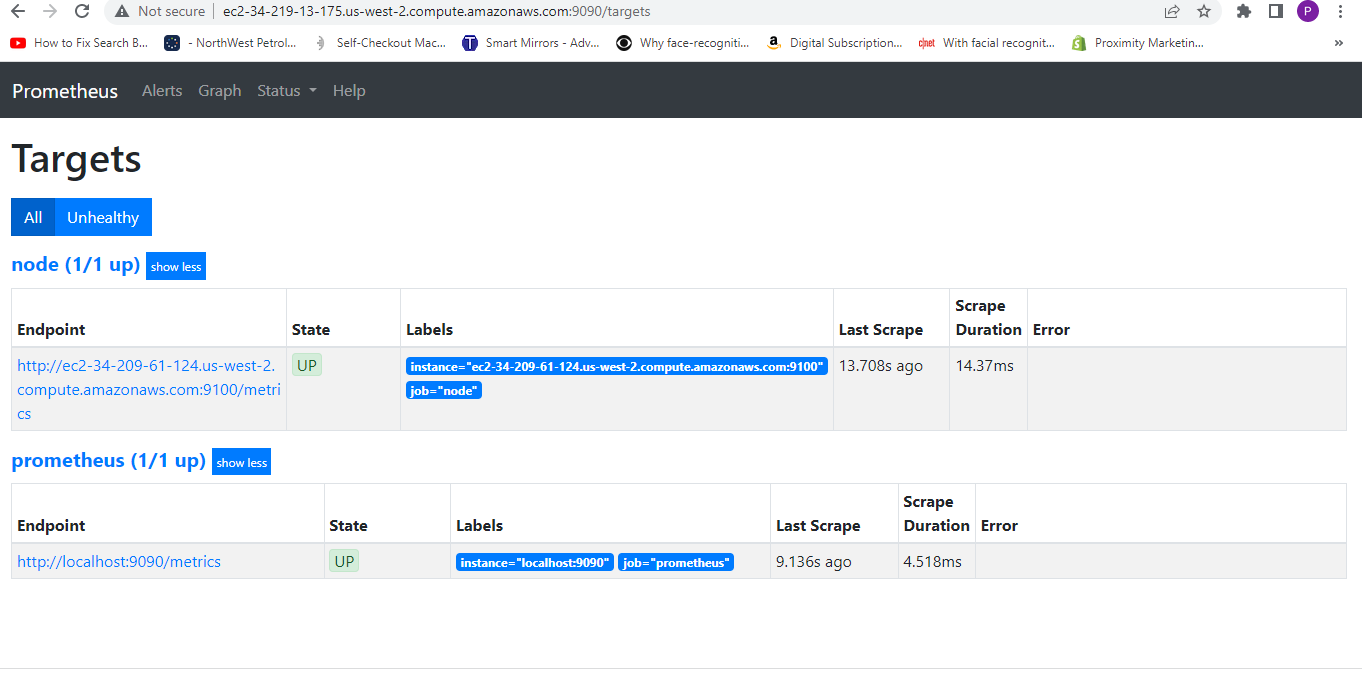 Not secure ec2-34-219-13-175.us-west-2.compute.amazonaws.com:9090/targets P
How to Fix Search B... - NorthWest Petrol... Self-Checkout Mac... Smart Mirrors - Adv... Why face-recogniti... a Digital Subscription... c|net With facial recognit... Proximity Marketin... »
Prometheus Alerts Graph Status Help
Targets
All Unhealthy
node (1/1 up) show less
Scrape
Endpoint State Labels Last Scrape Duration Error
http://ec2-34-209-61-124.us-west-2. UP instance="ec2-34-209-61-124.us-west-2.compute.amazonaws.com:9100" 13.708s ago 14.37ms
compute.amazonaws.com:9100/metri job="node"
cs
prometheus (1/1 up) show less
Scrape
Endpoint State Labels Last Scrape Duration Error
http://localhost:9090/metrics UP instance="localhost:9090" job="prometheus" 9.136s ago 4.518ms